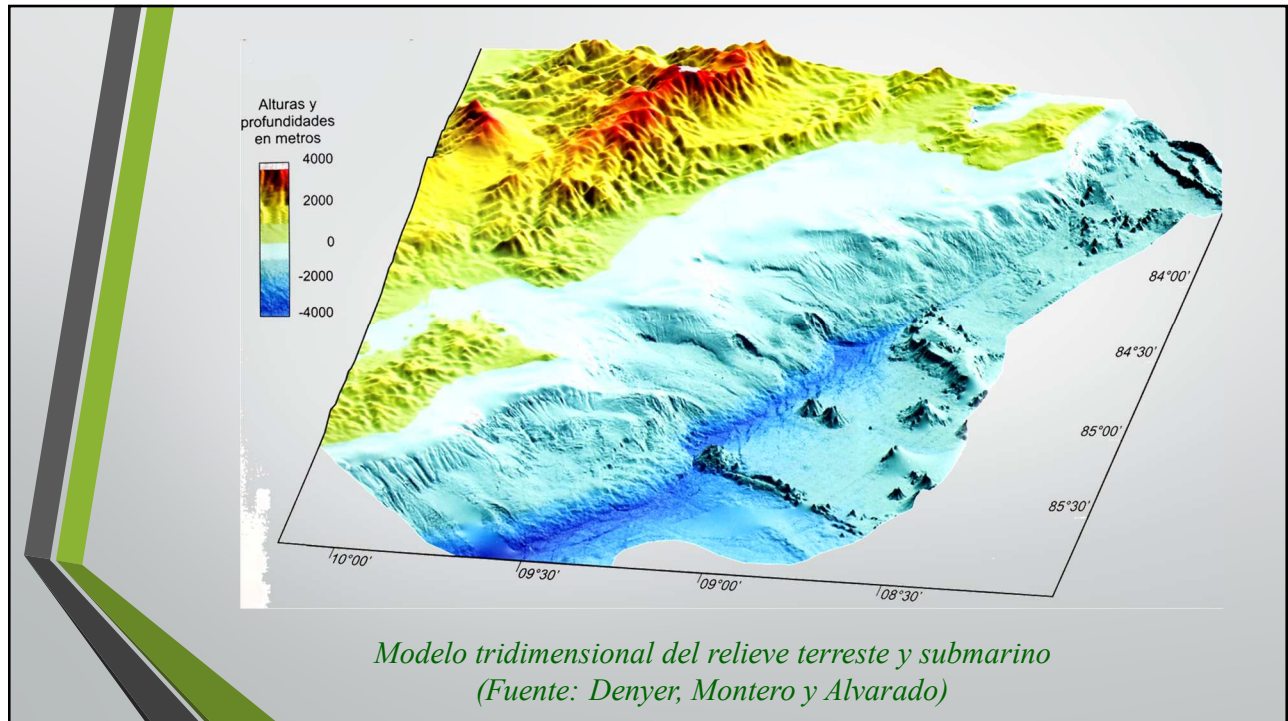 Alturas y
profundidades
en metros
4000
2000
0
-2000
-4000
84°00'
84°30'
85°00'
85°30'
10°00'
09°30'
09°00'
08°30'
Modelo tridimensional del relieve terreste y submarino
(Fuente: Denyer, Montero y Alvarado)